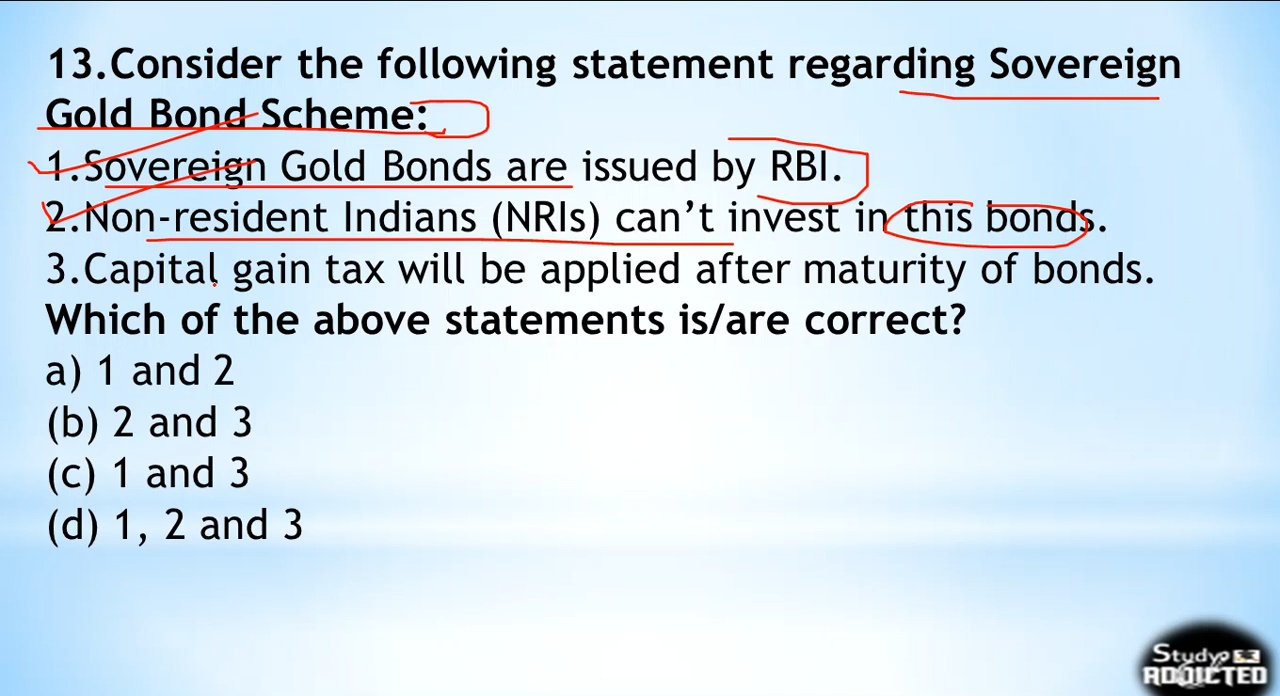 13.Consider the following statement regarding Sovereign
Gold Bond Scheme:
1.Sovereign Gold Bonds are issued by RBI.
2.Non-resident Indians (NRIs) can't invest in this bonds.
3.Capital gain tax will be applied after maturity of bonds.
Which of the above statements is/are correct?
a) 1 and 2
(b) 2 and 3
(c) 1 and 3
(d) 1, 2 and 3
Study
ADDICTED